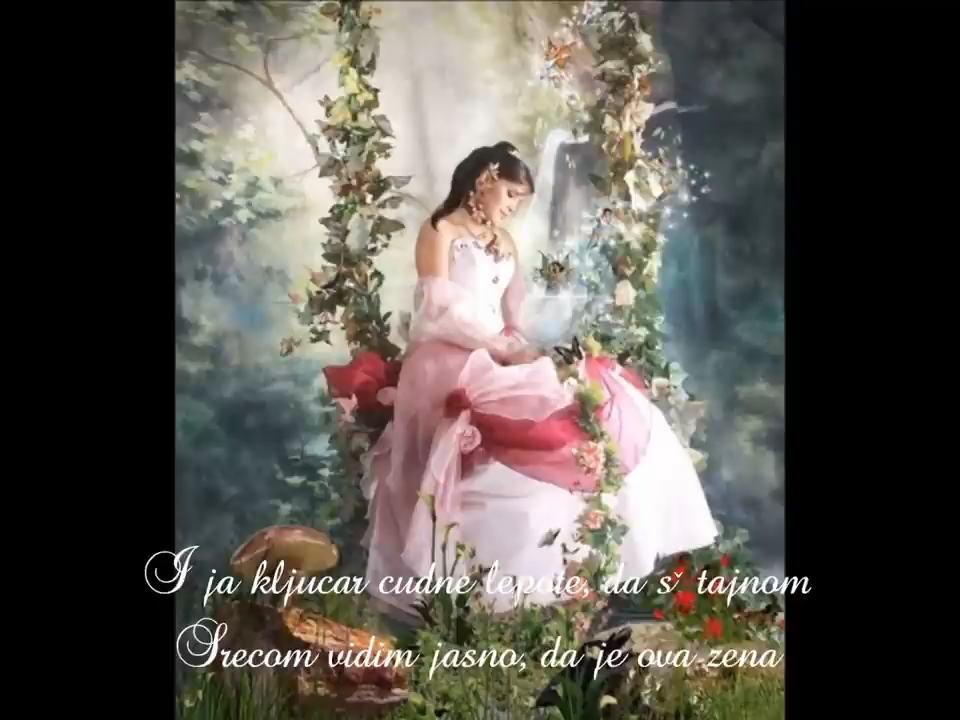 I ja kljucar cudne lepote, da s tajnom
Srecom vidim jasno, da je ova zena